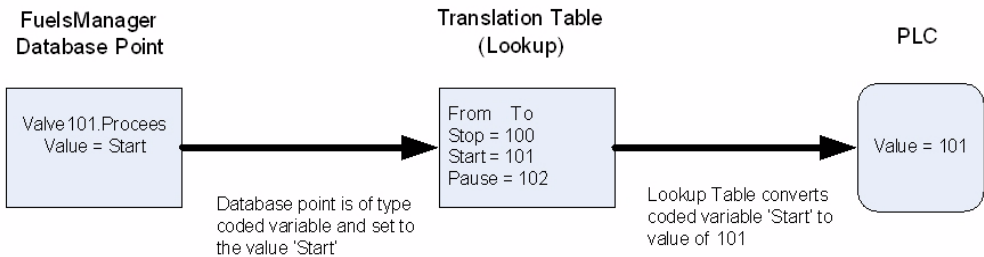 FuelsManager
Database Point
Translation Table
(Lookup)
PLC
Valve101.Procees
Value = Start
From To
Stop = 100
Start = 101
Pause = 102
Value = 101
Database point is of type
coded variable and set to
the value 'Start'
Lookup Table converts
coded variable 'Start' to
value of 101